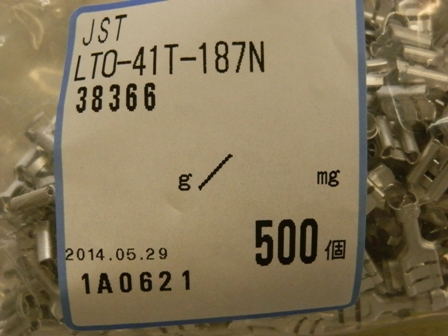 JST
LTO-41T-187N
38366
g / mg
500個
2014.05.29
1A0621